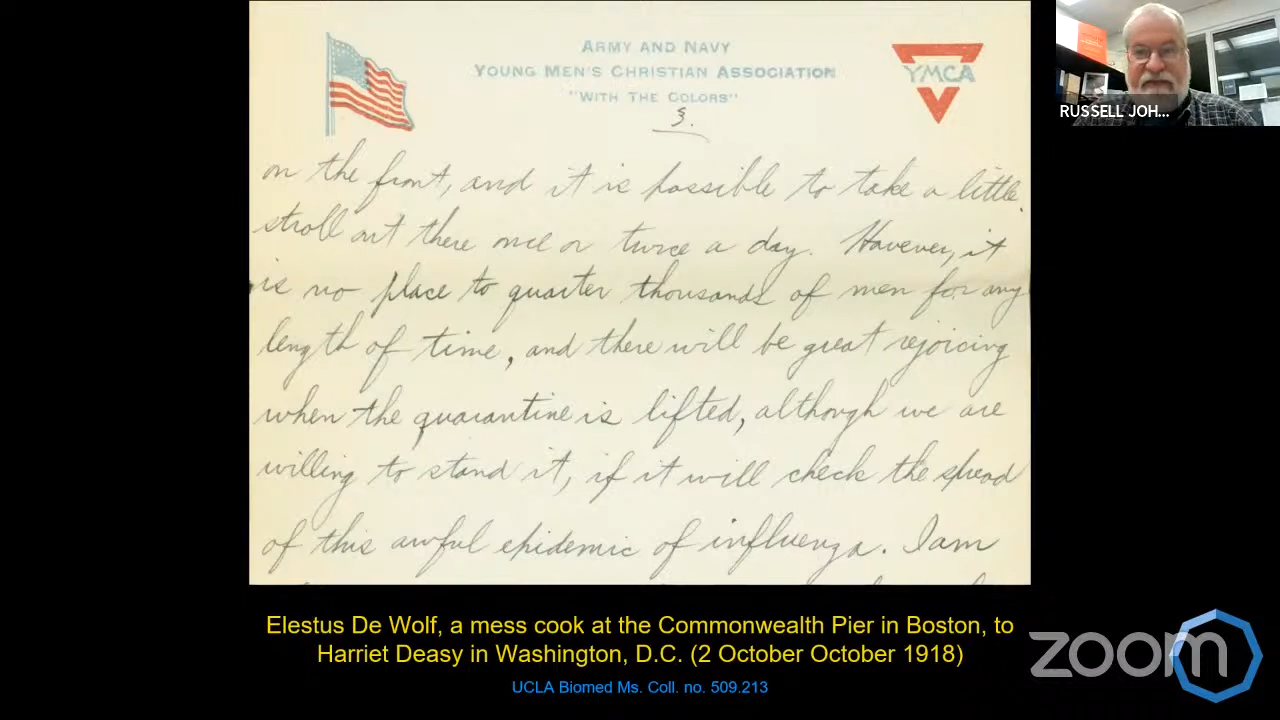 ARMY AND NAVY
YOUNG MEN'S CHRISTIAN ASSOCIATION
"WITH THE COLORS"
YMCA
3.
on the front, and it is possible to take a little
stroll out there once or twice a day. However, it
is no place to quarter thousands of men for any
length of time, and there will be great rejoicing
when the quarantine is lifted, although we are
willing to stand it, if it will check the spread
of this awful epidemic of influenza. I am
RUSSELL JOH...
Elestus De Wolf, a mess cook at the Commonwealth Pier in Boston, to
Harriet Deasy in Washington, D.C. (2 October October 1918)
UCLA Biomed Ms. Coll. no. 509.213
zoom